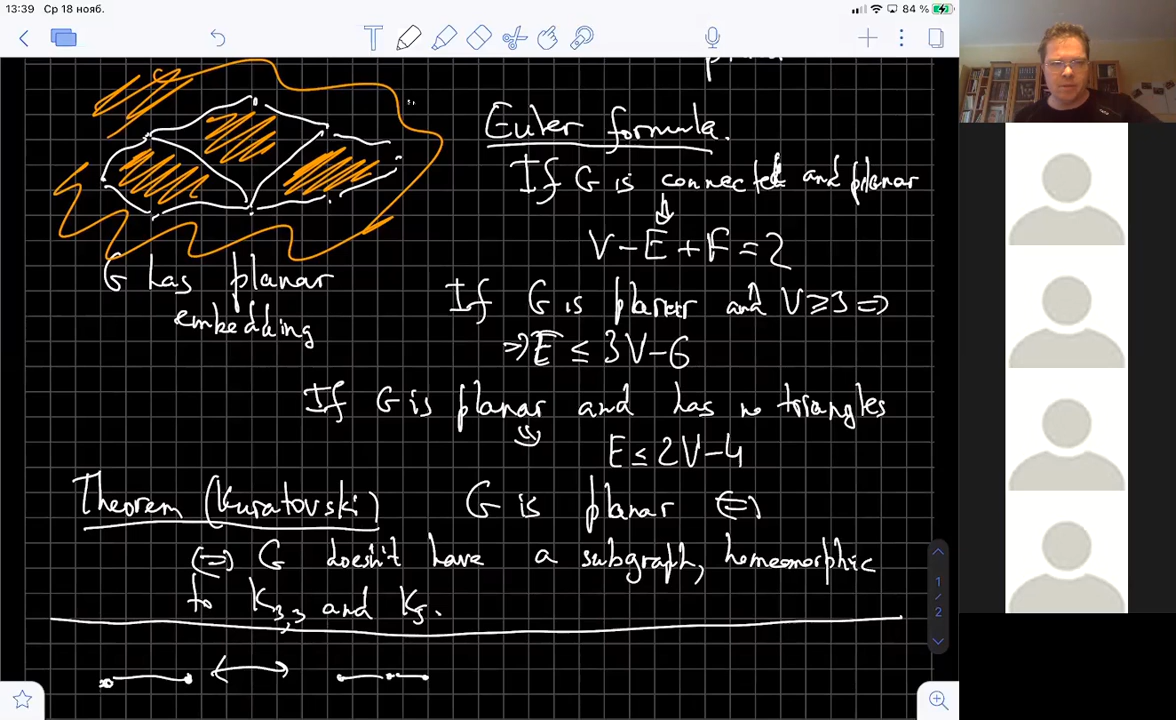 13:39 Ср 18 нояб.
84 %
Euler formula.
If G is connected and planar
⇓
V − E + F = 2
G has planar
embedding
If G is planar and V ≥ 3 ⇒
⇒ E ≤ 3V − 6
If G is planar and has no triangles
⇓
E ≤ 2V − 4
Theorem (Kuratovski) G is planar ⇔
⇔ G doesn't have a subgraph, homeomorphic
to K3,3 and K5.
1 / 2